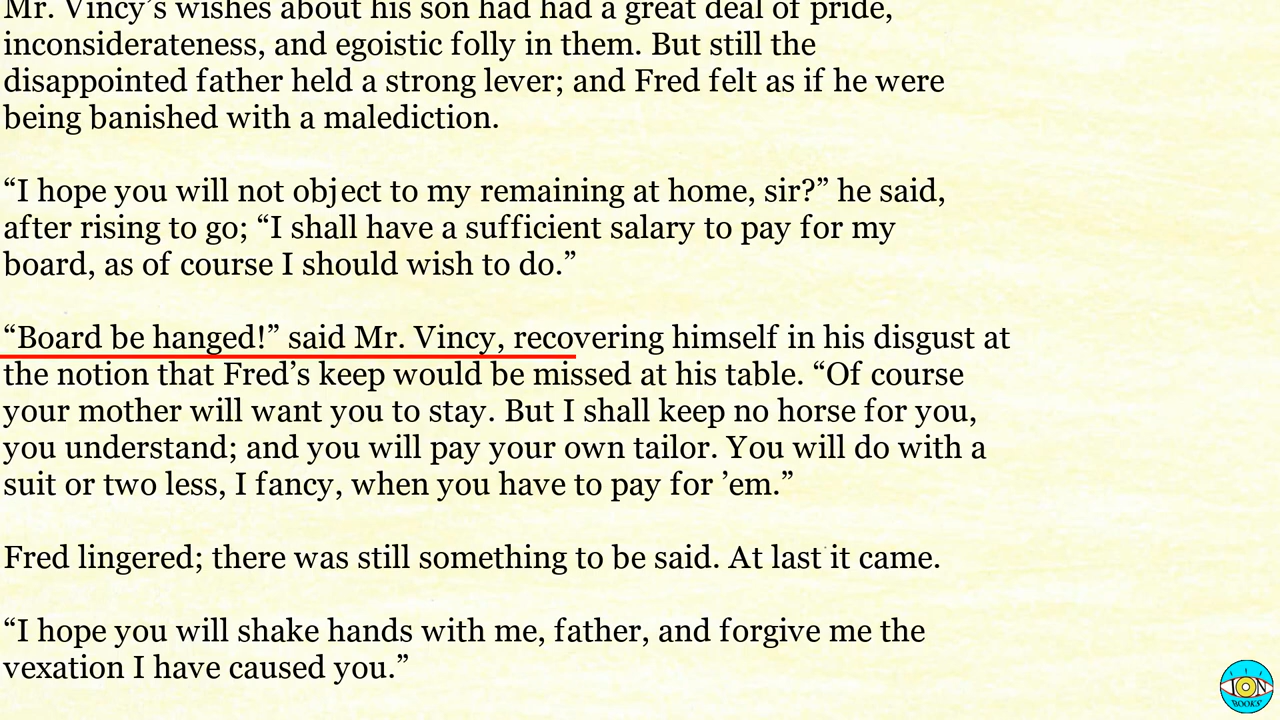 Mr. Vincy’s wishes about his son had had a great deal of pride,
inconsiderateness, and egoistic folly in them. But still the
disappointed father held a strong lever; and Fred felt as if he were
being banished with a malediction.
“I hope you will not object to my remaining at home, sir?” he said,
after rising to go; “I shall have a sufficient salary to pay for my
board, as of course I should wish to do.”
“Board be hanged!” said Mr. Vincy, recovering himself in his disgust at
the notion that Fred’s keep would be missed at his table. “Of course
your mother will want you to stay. But I shall keep no horse for you,
you understand; and you will pay your own tailor. You will do with a
suit or two less, I fancy, when you have to pay for ’em.”
Fred lingered; there was still something to be said. At last it came.
“I hope you will shake hands with me, father, and forgive me the
vexation I have caused you.”
ION
BOOKS